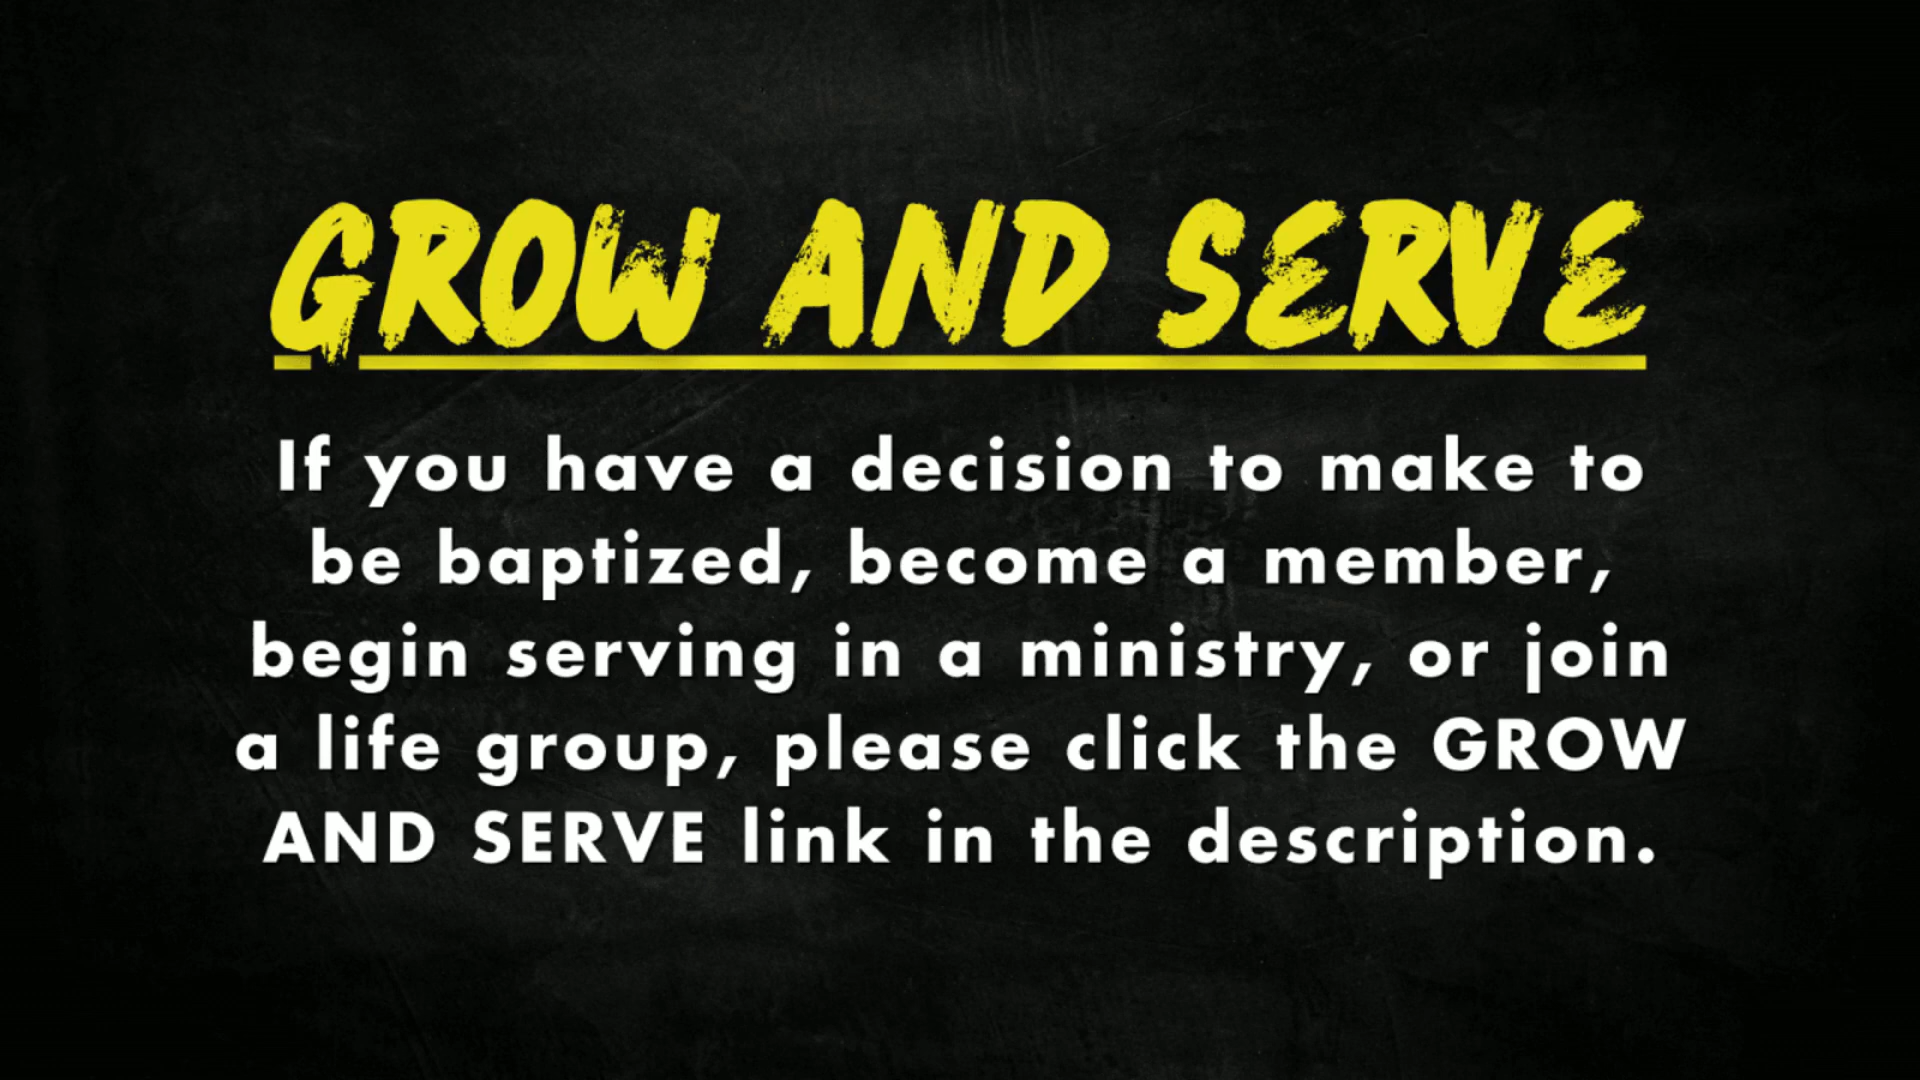 GROW AND SERVE
If you have a decision to make to
be baptized, become a member,
begin serving in a ministry, or join
a life group, please click the GROW
AND SERVE link in the description.